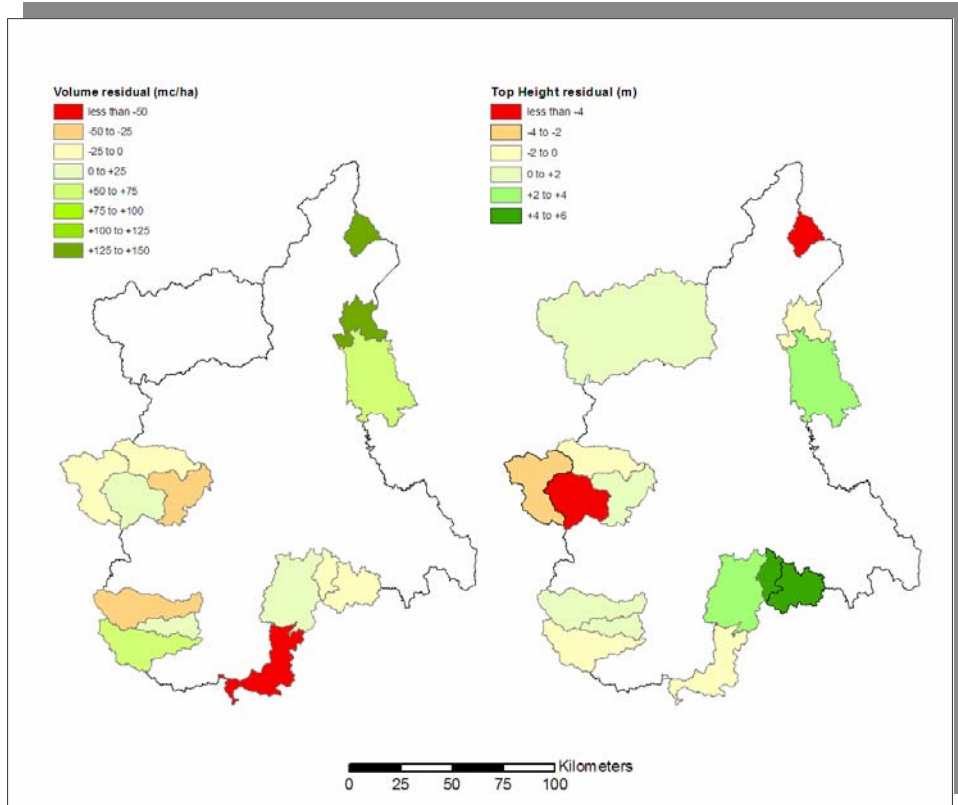 Volume residual (mc/ha)
less than -50
-50 to -25
-25 to 0
0 to +25
+50 to +75
+75 to +100
+100 to +125
+125 to +150
Top Height residual (m)
less than -4
-4 to -2
-2 to 0
0 to +2
+2 to +4
+4 to +6
Kilometers
0 25 50 75 100